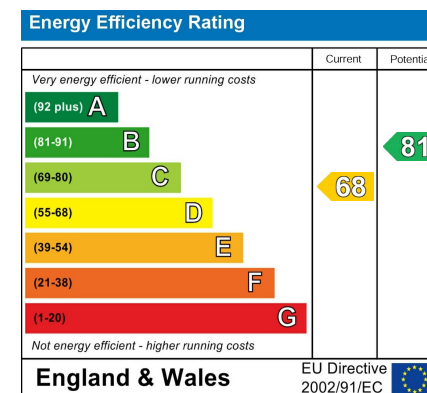 Energy Efficiency Rating
Current Potentia
Very energy efficient - lower running costs
(92 plus) A
(81-91) B
(69-80) C
(55-68) D
(39-54) E
(21-38) F
(1-20) G
68
81
Not energy efficient - higher running costs
England & Wales
EU Directive
2002/91/EC